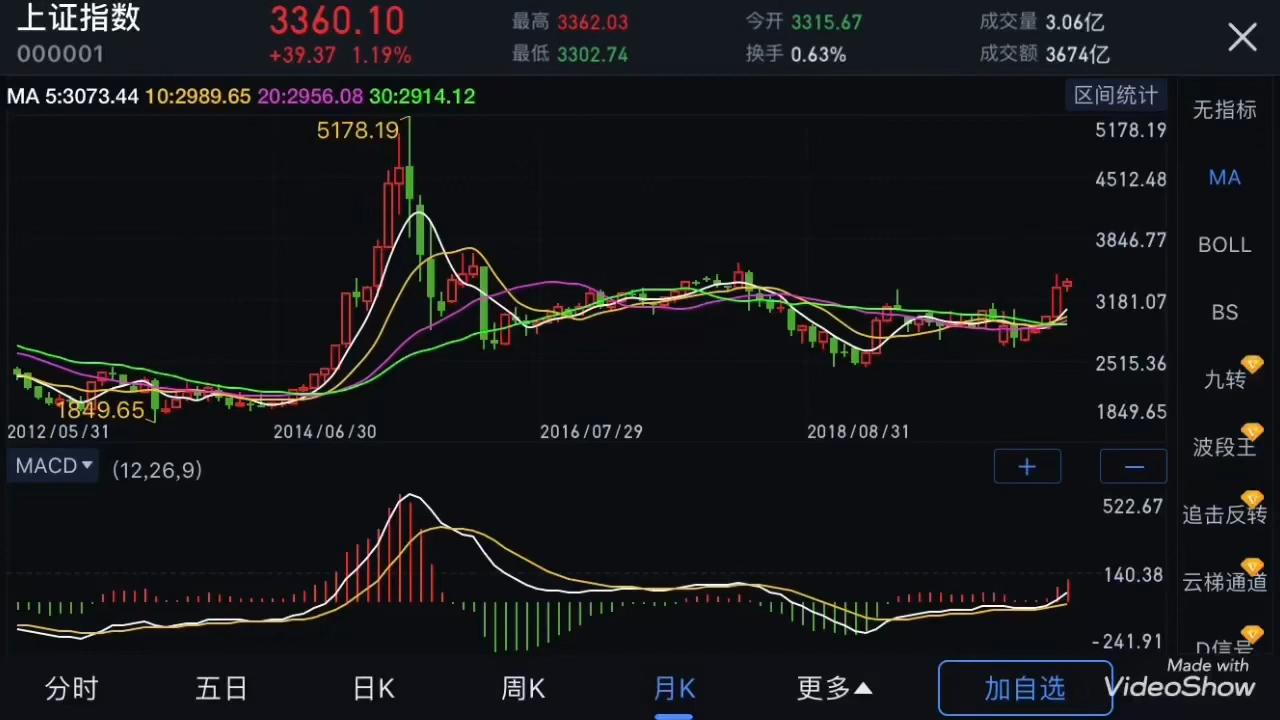 上证指数 3360.10 最高 3362.03 今开 3315.67 成交量 3.06亿
000001 +39.37 1.19% 最低 3302.74 换手 0.63% 成交额 3674亿
MA 5:3073.44 10:2989.65 20:2956.08 30:2914.12 区间统计
无指标
5178.19 5178.19
4512.48
MA
3846.77
BOLL
3181.07
BS
2515.36
九转
1849.65 1849.65
2012/05/31 2014/06/30 2016/07/29 2018/08/31
波段王
MACD (12,26,9) + —
522.67
追击反转
140.38
云梯通道
-241.91
D信号
Made with
VideoShow
分时 五日 日K 周K 月K 更多 加自选